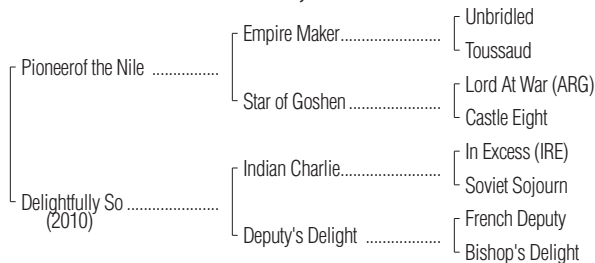 Unbridled
Empire Maker....................
Toussaud
Pioneerof the Nile ................
Lord At War (ARG)
Star of Goshen......................
Castle Eight
In Excess (IRE)
Indian Charlie......................
Soviet Sojourn
Delightfully So ......................
(2010)
French Deputy
Deputy's Delight ..................
Bishop's Delight